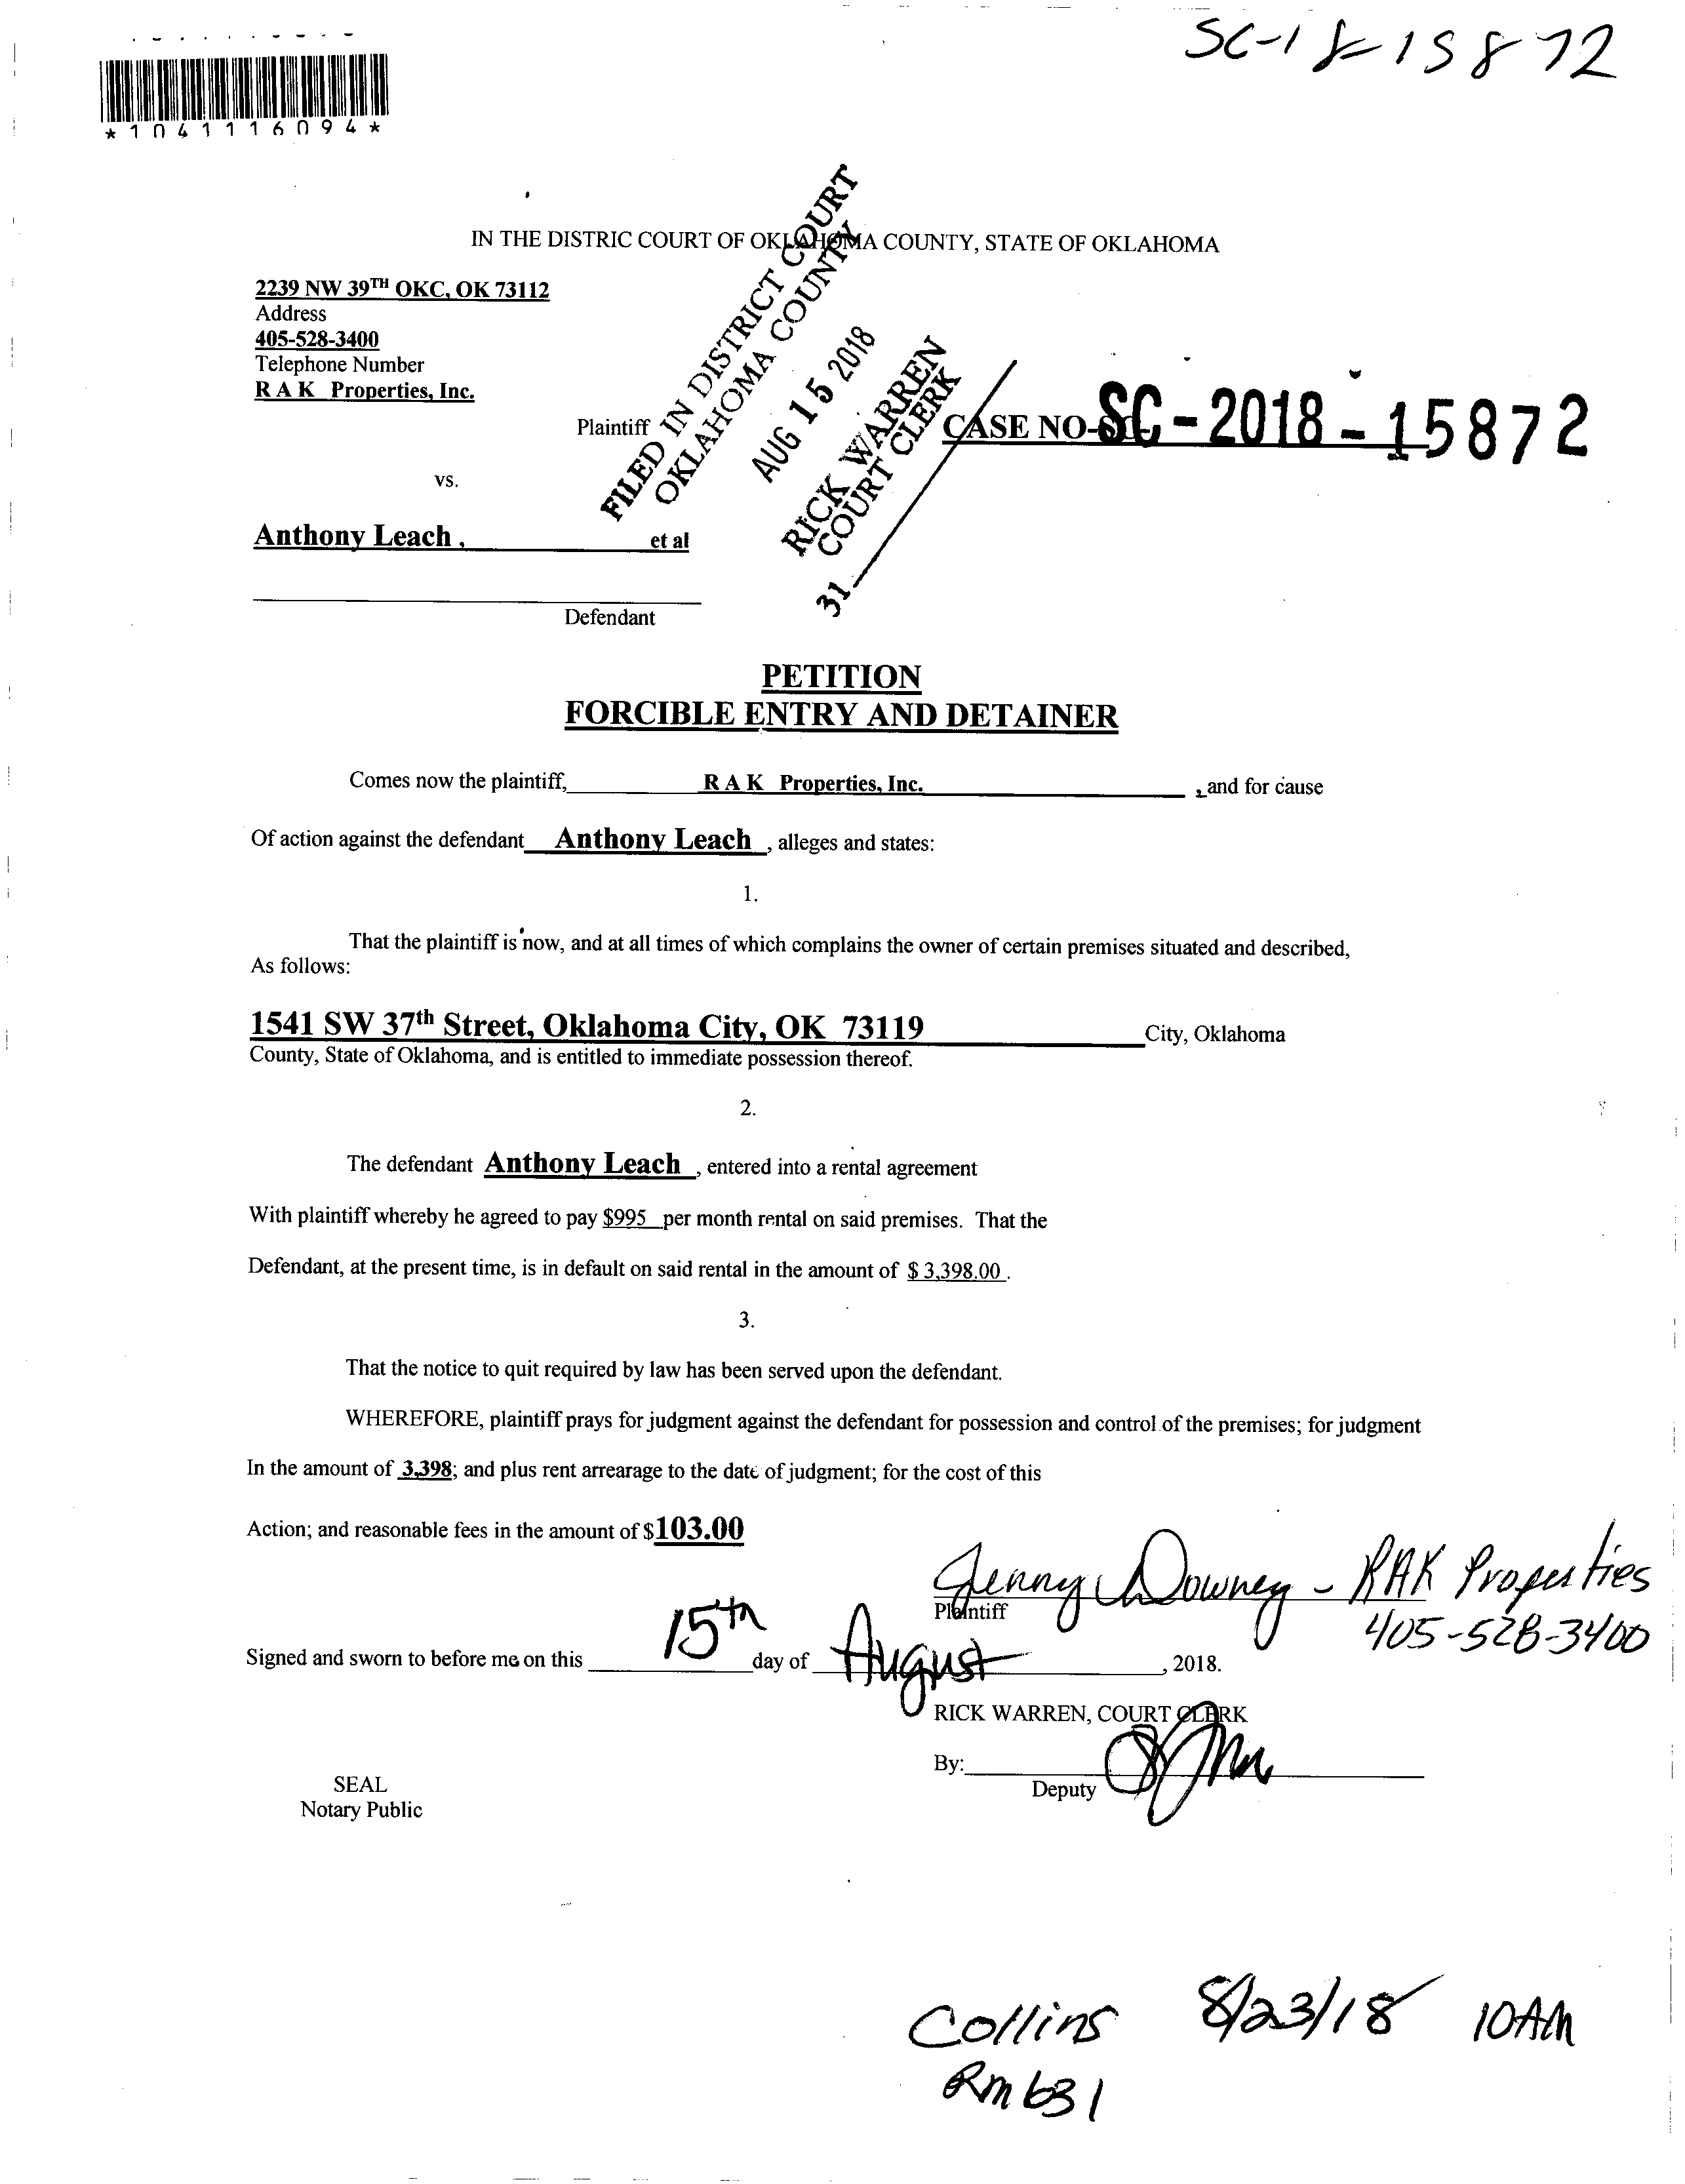 SC-18-15872
*1041116094*
IN THE DISTRIC COURT OF OKLAHOMA COUNTY, STATE OF OKLAHOMA
2239 NW 39TH OKC, OK 73112
Address
405-528-3400
Telephone Number
R A K Properties, Inc.
Plaintiff
FILED IN DISTRICT COURT
OKLAHOMA COUNTY
AUG 15 2018
RICK WARREN
COURT CLERK
31
CASE NO-SC-2018-15872
vs.
Anthony Leach , et al
Defendant
PETITION
FORCIBLE ENTRY AND DETAINER
Comes now the plaintiff, R A K Properties, Inc. , and for cause
Of action against the defendant Anthony Leach , alleges and states:
1.
That the plaintiff is now, and at all times of which complains the owner of certain premises situated and described,
As follows:
1541 SW 37th Street, Oklahoma City, OK 73119 City, Oklahoma
County, State of Oklahoma, and is entitled to immediate possession thereof.
2.
The defendant Anthony Leach , entered into a rental agreement
With plaintiff whereby he agreed to pay $995 per month rental on said premises. That the
Defendant, at the present time, is in default on said rental in the amount of $ 3,398.00 .
3.
That the notice to quit required by law has been served upon the defendant.
WHEREFORE, plaintiff prays for judgment against the defendant for possession and control of the premises; for judgment
In the amount of 3,398; and plus rent arrearage to the date of judgment; for the cost of this
Action; and reasonable fees in the amount of $103.00
Jenny Downey - RAK Properties
Plaintiff
405-528-3400
Signed and sworn to before me on this 15th day of August , 2018.
RICK WARREN, COURT CLERK
By:
Deputy
SEAL
Notary Public
Collins 8/23/18 10AM
Rm 631